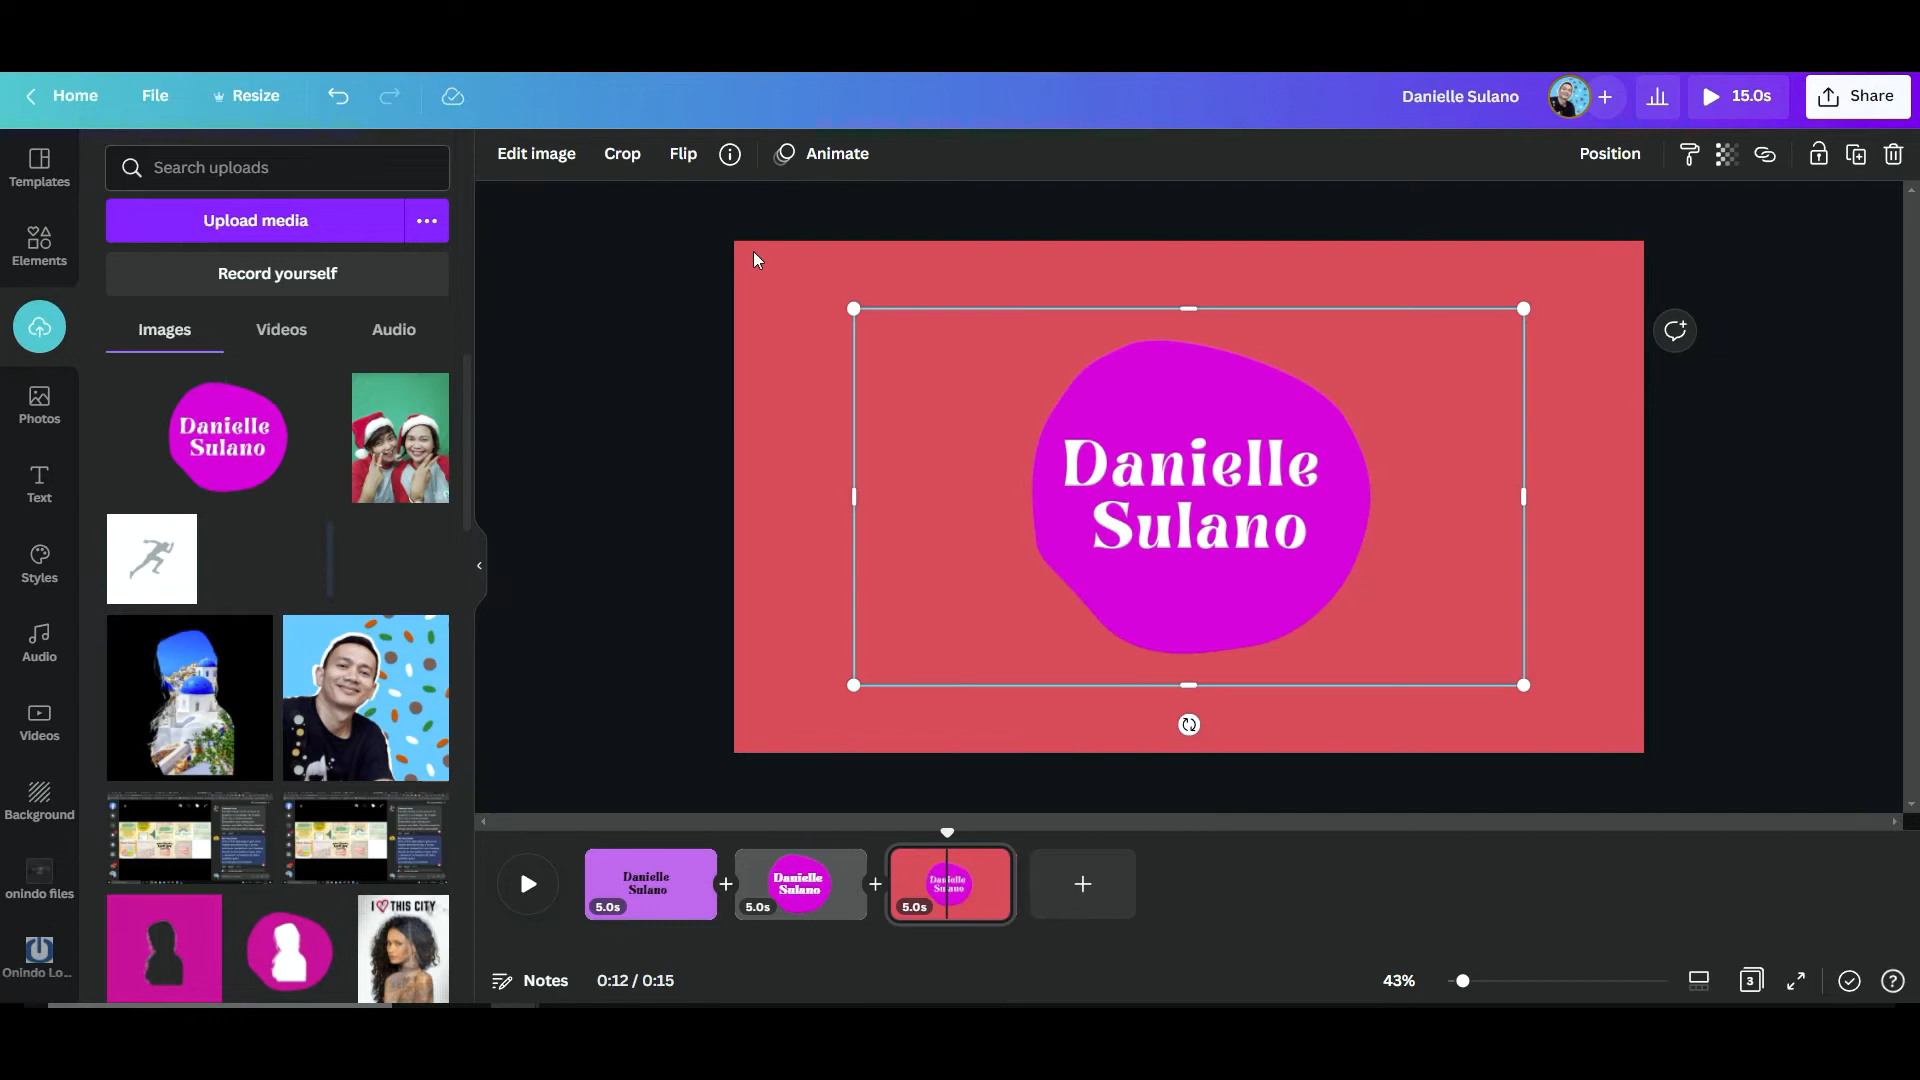 Home
File
Resize
Danielle Sulano
15.0s
Share
Templates
Elements
Photos
Text
Styles
Audio
Videos
Background
onindo files
Onindo Lo...
Search uploads
Upload media
Record yourself
Images
Videos
Audio
Danielle
Sulano
I ♥ THIS CITY
Edit image
Crop
Flip
Animate
Position
Danielle
Sulano
Danielle
Sulano
5.0s
Danielle
Sulano
5.0s
Danielle
Sulano
5.0s
Notes
0:12 / 0:15
43%
3